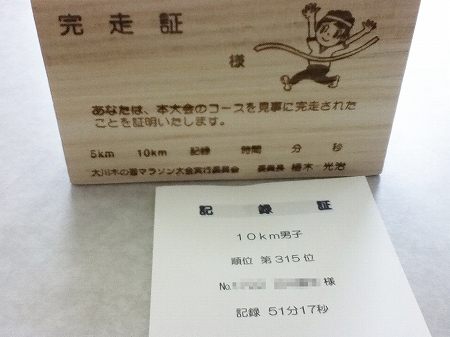 完走証
様
あなたは、本大会のコースを見事に完走された
ことを証明いたします。
5km 10km 記録 時間 分 秒
大川木の香マラソン大会実行委員会 委員長 植木 光治
記録証
10km男子
順位 第315位
No. 様
記録 51分17秒